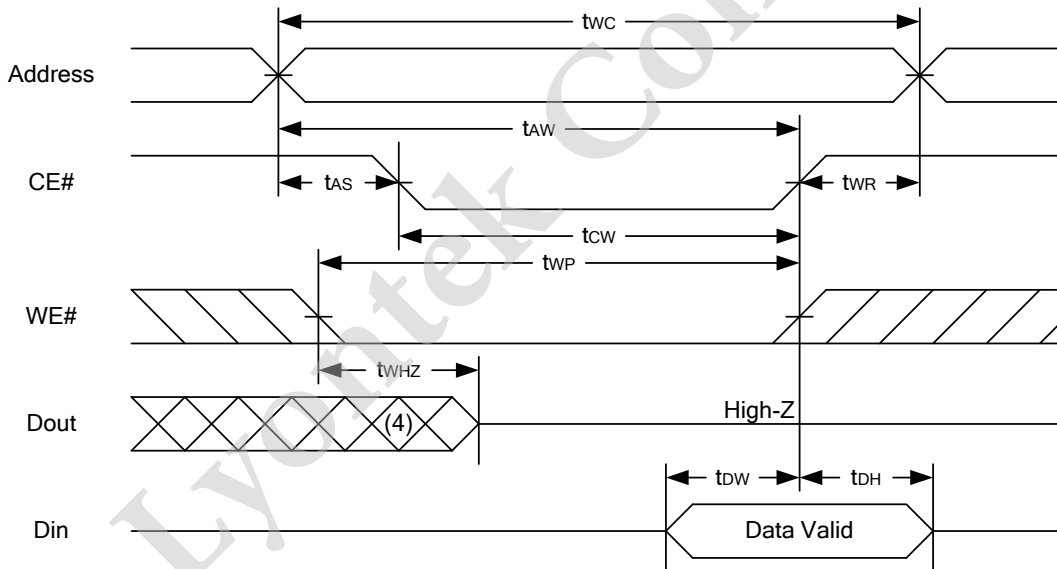 tWC
Address
tAW
CE#
tAS
tWR
tCW
tWP
WE#
tWHZ
Dout
(4)
High-Z
tDW
tDH
Din
Data Valid
Lyontek